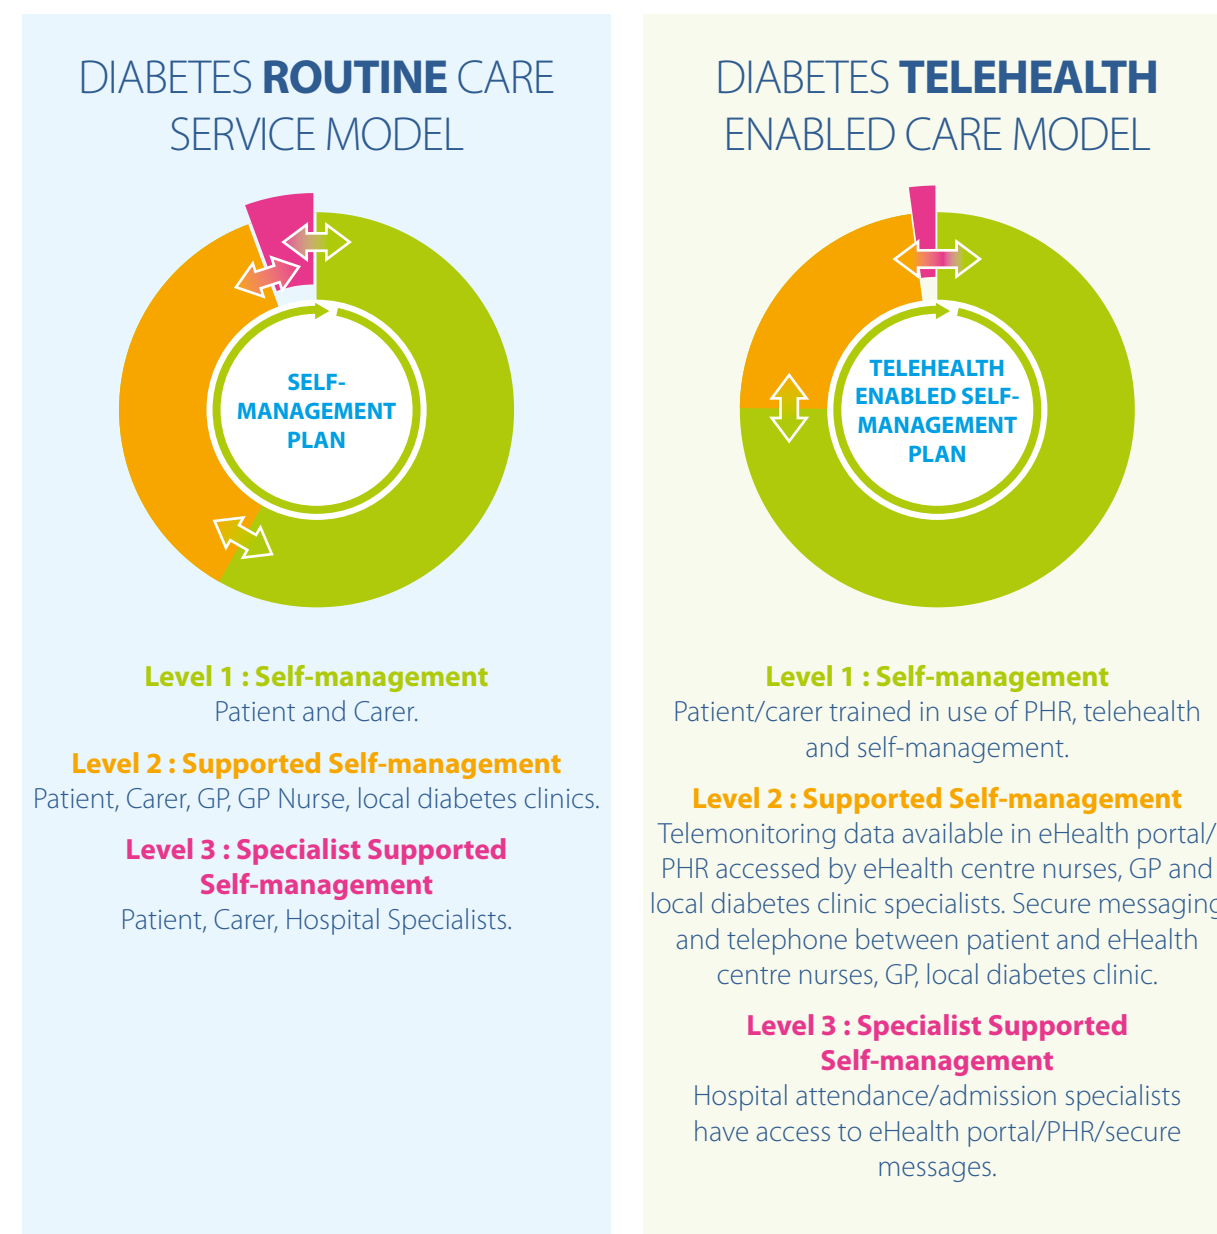 DIABETES ROUTINE CARE
SERVICE MODEL
SELF-
MANAGEMENT
PLAN
Level 1 : Self-management
Patient and Carer.
Level 2 : Supported Self-management
Patient, Carer, GP, GP Nurse, local diabetes clinics.
Level 3 : Specialist Supported
Self-management
Patient, Carer, Hospital Specialists.
DIABETES TELEHEALTH
ENABLED CARE MODEL
TELEHEALTH
ENABLED SELF-
MANAGEMENT
PLAN
Level 1 : Self-management
Patient/carer trained in use of PHR, telehealth
and self-management.
Level 2 : Supported Self-management
Telemonitoring data available in eHealth portal/
PHR accessed by eHealth centre nurses, GP and
local diabetes clinic specialists. Secure messaging
and telephone between patient and eHealth
centre nurses, GP, local diabetes clinic.
Level 3 : Specialist Supported
Self-management
Hospital attendance/admission specialists
have access to eHealth portal/PHR/secure
messages.